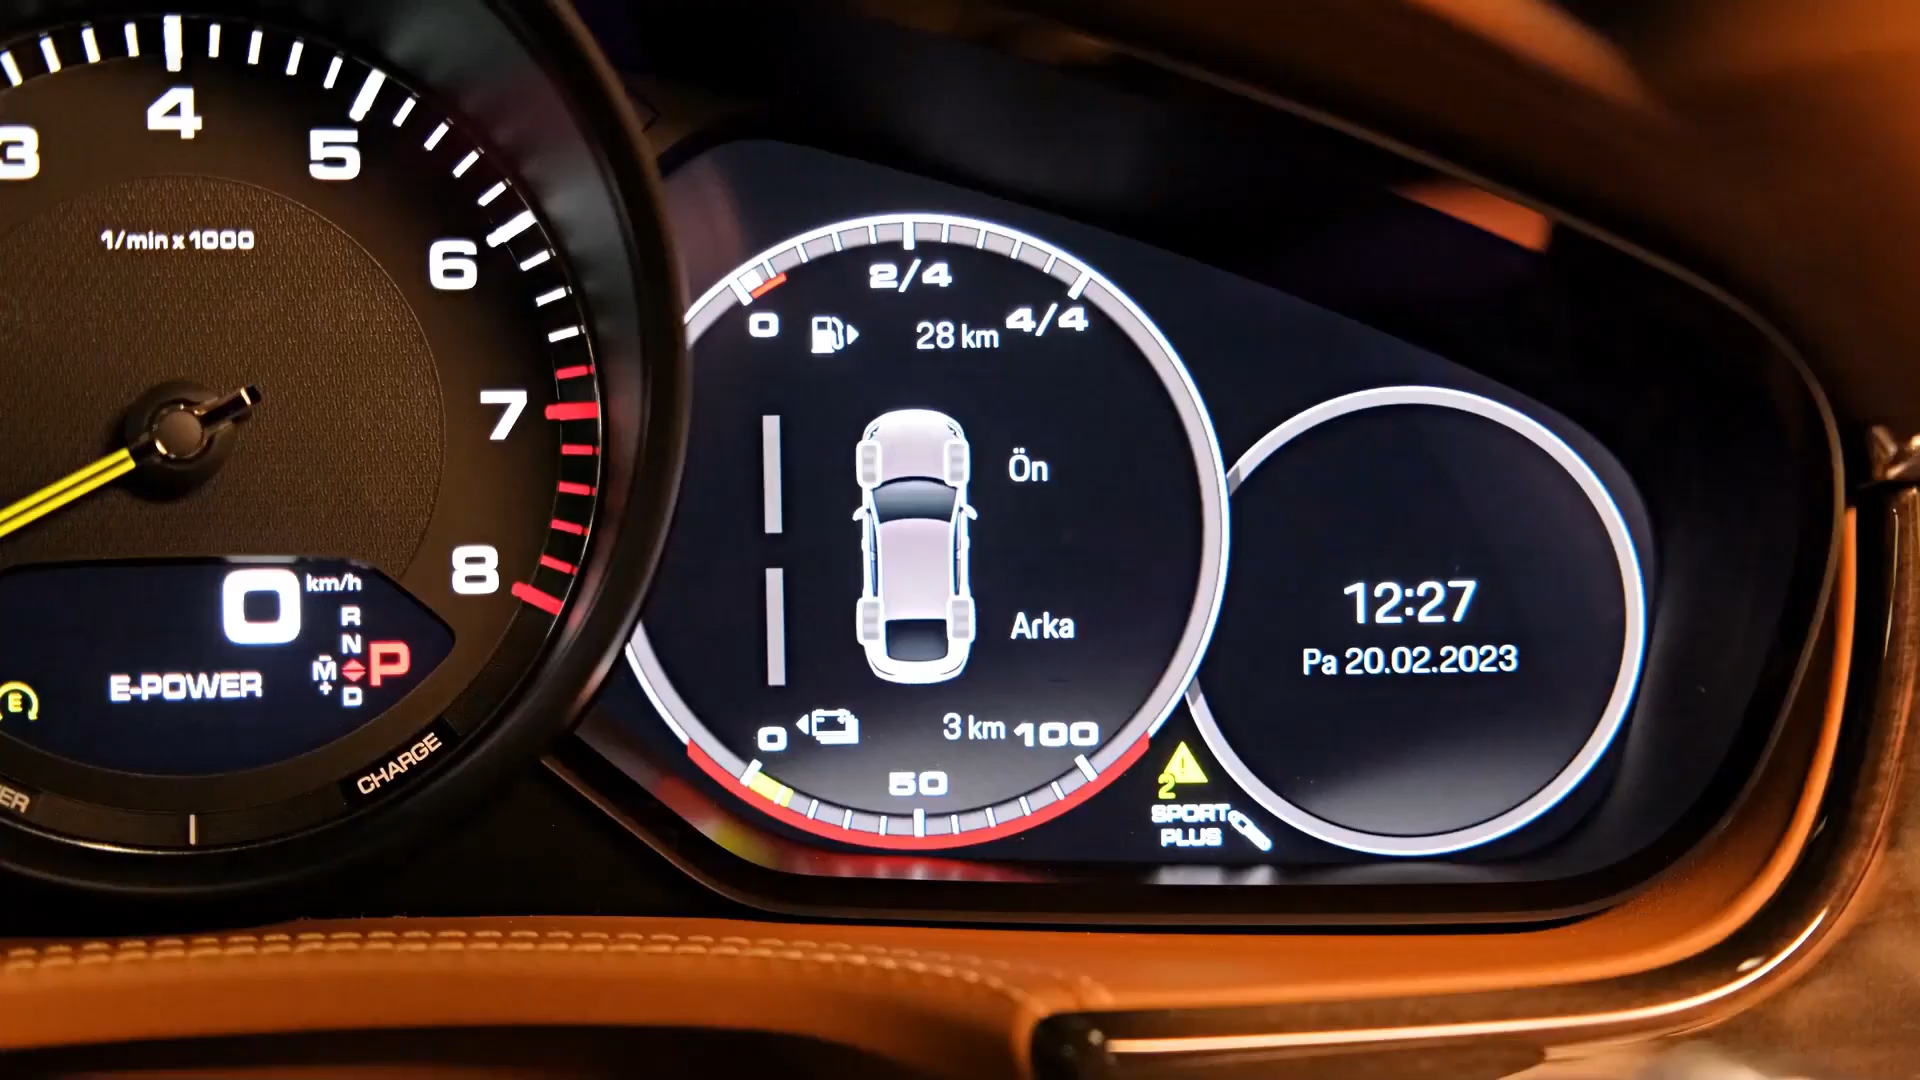 3
4
5
6
7
8
1/min x 1000
0 km/h
R
N
M
+
D
P
E
E-POWER
CHARGE
2/4
0
28 km
4/4
Ön
Arka
0
3 km
100
50
12:27
Pa 20.02.2023
2
SPORT
PLUS